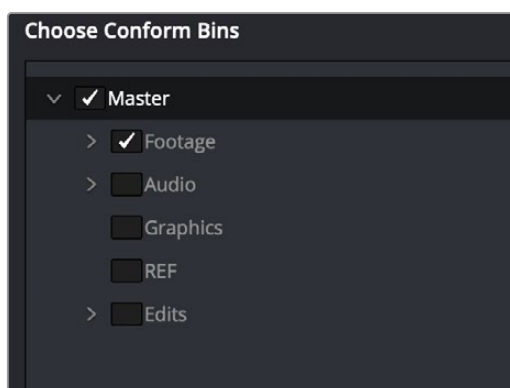 Choose Conform Bins
Master
Footage
Audio
Graphics
REF
Edits